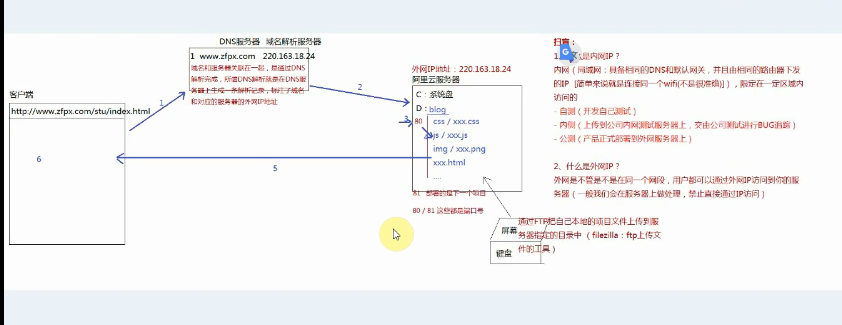 DNS服务器 域名解析服务器
1 www.zfpx.com 220.163.18.24
域名和服务器关联在一起，是通过DNS
解析完成，所谓DNS解析就是在DNS服
务器上生成一条解析记录，标注了域名
和对应的服务器的外网IP地址
客户端
http://www.zfpx.com/stu/index.html
1
2
3
5
6
外网IP地址：220.163.18.24
阿里云服务器
C：系统盘
D：blog
80
css / xxx.css
js / xxx.js
img / xxx.png
xxx.html
....
81 部署的是下一个项目
80 / 81 这些都是端口号
屏幕
键盘
通过FTP把自己本地的项目文件上传到服
务器指定的目录中（filezilla：ftp上传文
件的工具）
扫盲：
是内网IP？
内网（局域网：具备相同的DNS和默认网关，并且由相同的路由器下发
的IP [简单来说就是连接同一个wifi(不是很准确)]），限定在一定区域内
访问的
- 自测（开发自己测试）
- 内测（上传到公司内网测试服务器上，交由公司测试进行BUG追踪）
- 公测（产品正式部署到外网服务器上）
2、什么是外网IP？
外网是不管是不是在同一个网段，用户都可以通过外网IP访问到你的服
务器（一般我们会在服务器上做处理，禁止直接通过IP访问）